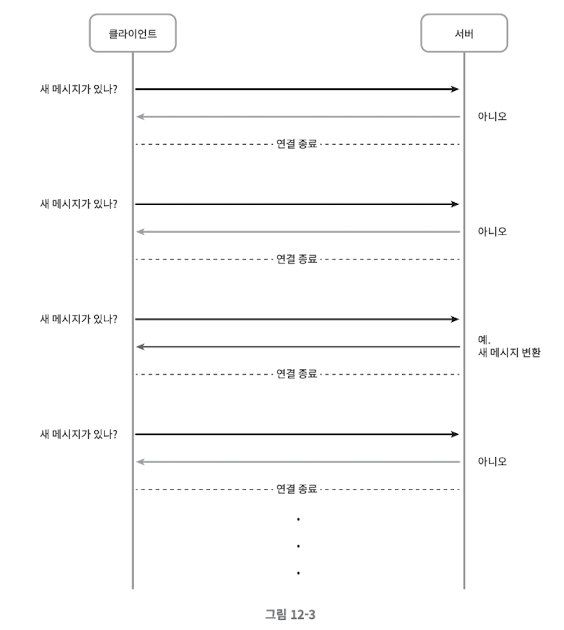 클라이언트
서버
새 메시지가 있나?
아니오
연결 종료
새 메시지가 있나?
아니오
연결 종료
새 메시지가 있나?
예.
새 메시지 변환
연결 종료
새 메시지가 있나?
아니오
연결 종료
그림 12-3